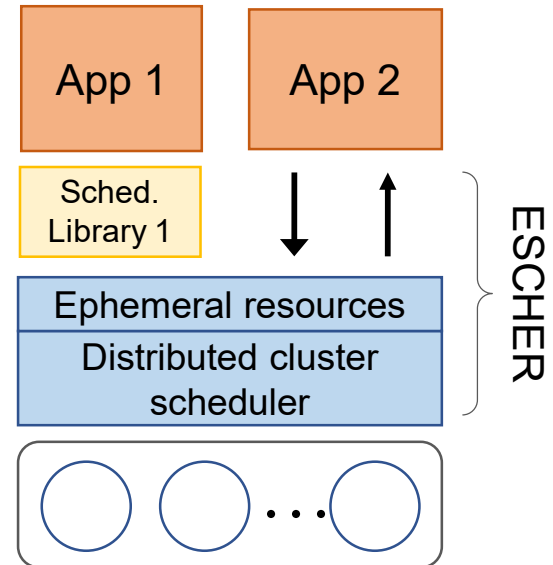 App 1
App 2
Sched.
Library 1
Ephemeral resources
Distributed cluster
scheduler
ESCHER
...